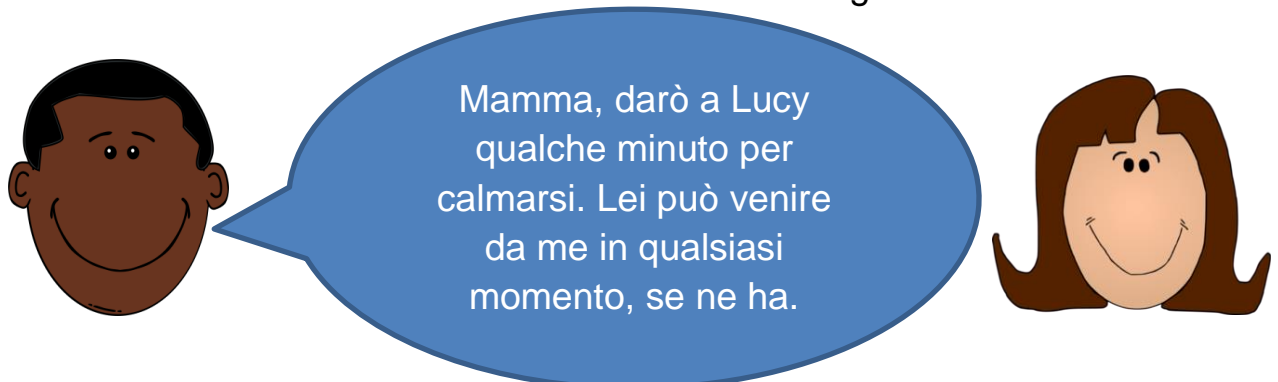 Mamma, darò a Lucy
qualche minuto per
calmarsi. Lei può venire
da me in qualsiasi
momento, se ne ha.